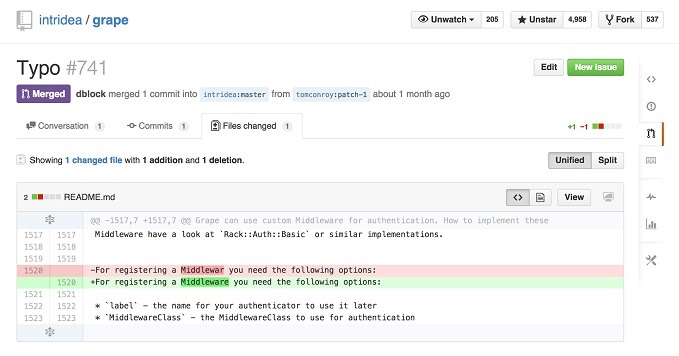 intridea / grape
Unwatch 205 Unstar 4,958 Fork 537
Typo #741
Edit New Issue
Merged dblock merged 1 commit into intridea:master from tomconroy:patch-1 about 1 month ago
Conversation 1 Commits 1 Files changed 1 +1 −1
Showing 1 changed file with 1 addition and 1 deletion. Unified Split
2 README.md View
@@ -1517,7 +1517,7 @@ Grape can use custom Middleware for authentication. How to implement these
1517 1517 Middleware have a look at `Rack::Auth::Basic` or similar implementations.
1518 1518
1519 1519
1520 -For registering a Middlewar you need the following options:
1520 +For registering a Middleware you need the following options:
1521 1521
1522 1522 * `label` - the name for your authenticator to use it later
1523 1523 * `MiddlewareClass` - the MiddlewareClass to use for authentication